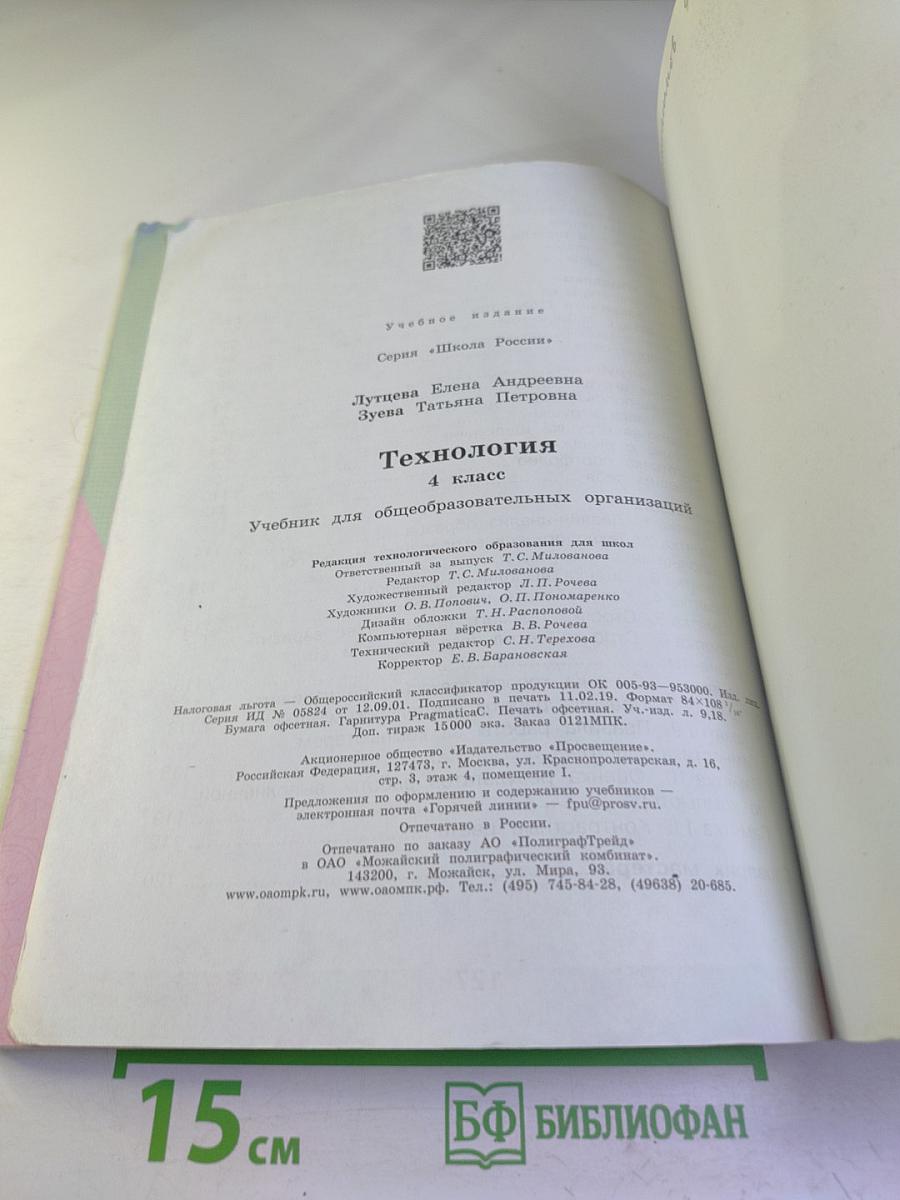 Учебное издание
Серия «Школа России»
Лутцева Елена Андреевна
Зуева Татьяна Петровна
Технология
4 класс
Учебник для общеобразовательных организаций
Редакция технологического образования для школ
Ответственный за выпуск Т. С. Милованова
Редактор Т. С. Милованова
Художественный редактор Л. П. Рочева
Художники О. В. Попович, О. П. Пономаренко
Дизайн обложки Т. Н. Распоповой
Компьютерная вёрстка В. В. Рочева
Технический редактор С. Н. Терехова
Корректор Е. В. Барановская
Налоговая льгота — Общероссийский классификатор продукции ОК 005-93—953000. Изд. лиц.
Серия ИД № 05824 от 12.09.01. Подписано в печать 11.02.19. Формат 84×108 1/16.
Бумага офсетная. Гарнитура PragmaticaC. Печать офсетная. Уч.-изд. л. 9,18.
Доп. тираж 15 000 экз. Заказ 0121МПК.
Акционерное общество «Издательство «Просвещение».
Российская Федерация, 127473, г. Москва, ул. Краснопролетарская, д. 16,
стр. 3, этаж 4, помещение I.
Предложения по оформлению и содержанию учебников —
электронная почта «Горячей линии» — fpu@prosv.ru.
Отпечатано в России.
Отпечатано по заказу АО «ПолиграфТрейд»
в ОАО «Можайский полиграфический комбинат».
143200, г. Можайск, ул. Мира, 93.
www.oaompk.ru, www.oaoмпк.рф. Тел.: (495) 745-84-28, (49638) 20-685.
15 см
БФ БИБЛИОФАН